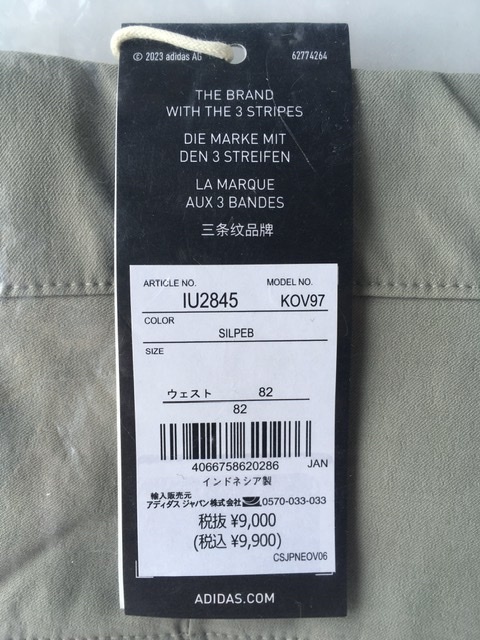 © 2023 adidas AG 62774264
THE BRAND
WITH THE 3 STRIPES
DIE MARKE MIT
DEN 3 STREIFEN
LA MARQUE
AUX 3 BANDES
三条纹品牌
ARTICLE NO. MODEL NO.
IU2845 KOV97
COLOR
SILPEB
SIZE
ウェスト 82
82
4066758620286 JAN
インドネシア製
輸入販売元
アディダス ジャパン株式会社 0570-033-033
税抜 ¥9,000
(税込 ¥9,900)
CSJPNEOV06
ADIDAS.COM